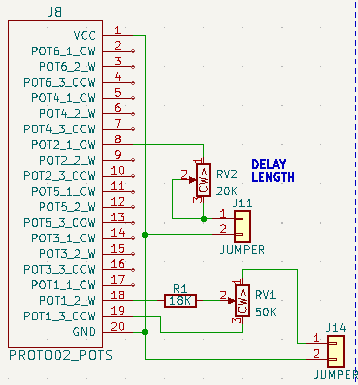 J8
VCC 1
POT6_1_CW 2
POT6_2_W 3
POT6_3_CCW 4
POT4_1_CW 5
POT4_2_W 6
POT4_3_CCW 7
POT2_1_CW 8
POT2_2_W 9
POT2_3_CCW 10
POT5_1_CW 11
POT5_2_W 12
POT5_3_CCW 13
POT3_1_CW 14
POT3_2_W 15
POT3_3_CCW 16
POT1_1_CW 17
POT1_2_W 18
POT1_3_CCW 19
GND 20
PROTO02_POTS
DELAY
LENGTH
1
2
CW>
3
RV2
20K
J11
1
2
JUMPER
R1
18K
1
2
CW>
3
RV1
50K
J14
1
2
JUMPER